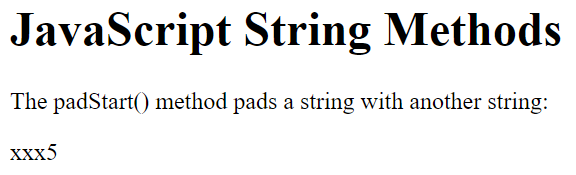 JavaScript String Methods
The padStart() method pads a string with another string:
xxx5